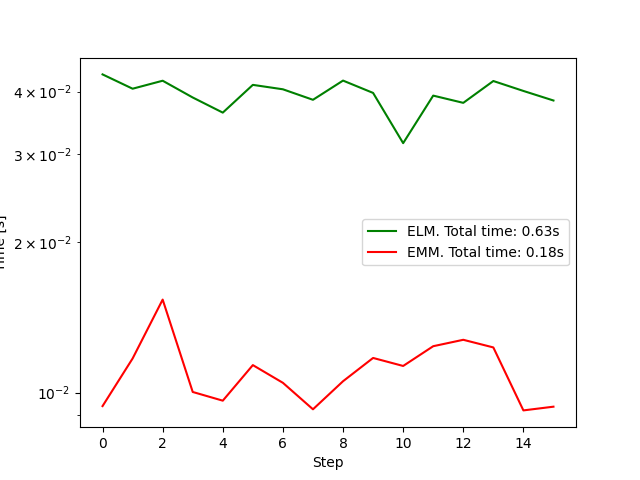 4 × 10⁻²
3 × 10⁻²
2 × 10⁻²
10⁻²
Time [s]
ELM. Total time: 0.63s
EMM. Total time: 0.18s
0 2 4 6 8 10 12 14
Step